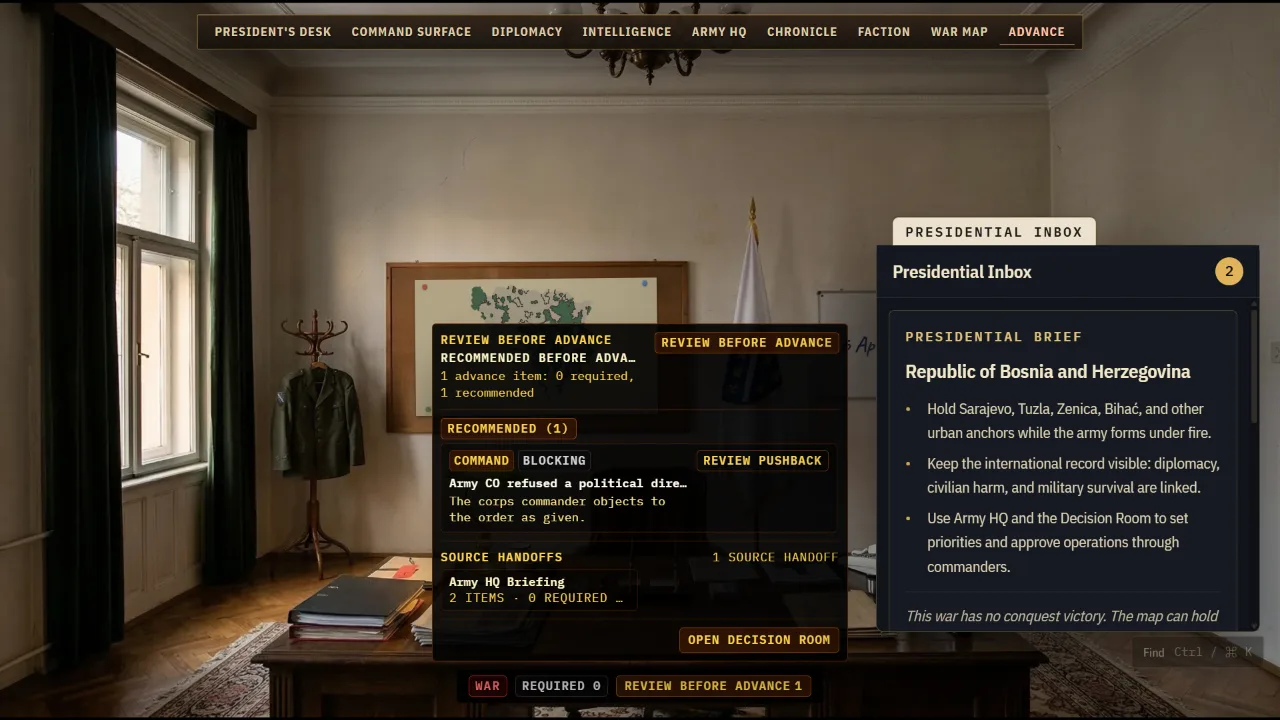 PRESIDENT'S DESK COMMAND SURFACE DIPLOMACY INTELLIGENCE ARMY HQ CHRONICLE FACTION WAR MAP ADVANCE
REVIEW BEFORE ADVANCE
REVIEW BEFORE ADVANCE
RECOMMENDED BEFORE ADVA…
1 advance item: 0 required,
1 recommended
RECOMMENDED (1)
COMMAND BLOCKING
REVIEW PUSHBACK
Army CO refused a political dire…
The corps commander objects to
the order as given.
SOURCE HANDOFFS
1 SOURCE HANDOFF
Army HQ Briefing
2 ITEMS · 0 REQUIRED …
OPEN DECISION ROOM
WAR REQUIRED 0 REVIEW BEFORE ADVANCE 1
PRESIDENTIAL INBOX
Presidential Inbox
2
PRESIDENTIAL BRIEF
Republic of Bosnia and Herzegovina
• Hold Sarajevo, Tuzla, Zenica, Bihać, and other
urban anchors while the army forms under fire.
• Keep the international record visible: diplomacy,
civilian harm, and military survival are linked.
• Use Army HQ and the Decision Room to set
priorities and approve operations through
commanders.
This war has no conquest victory. The map can hold
Find Ctrl / ⌘ K